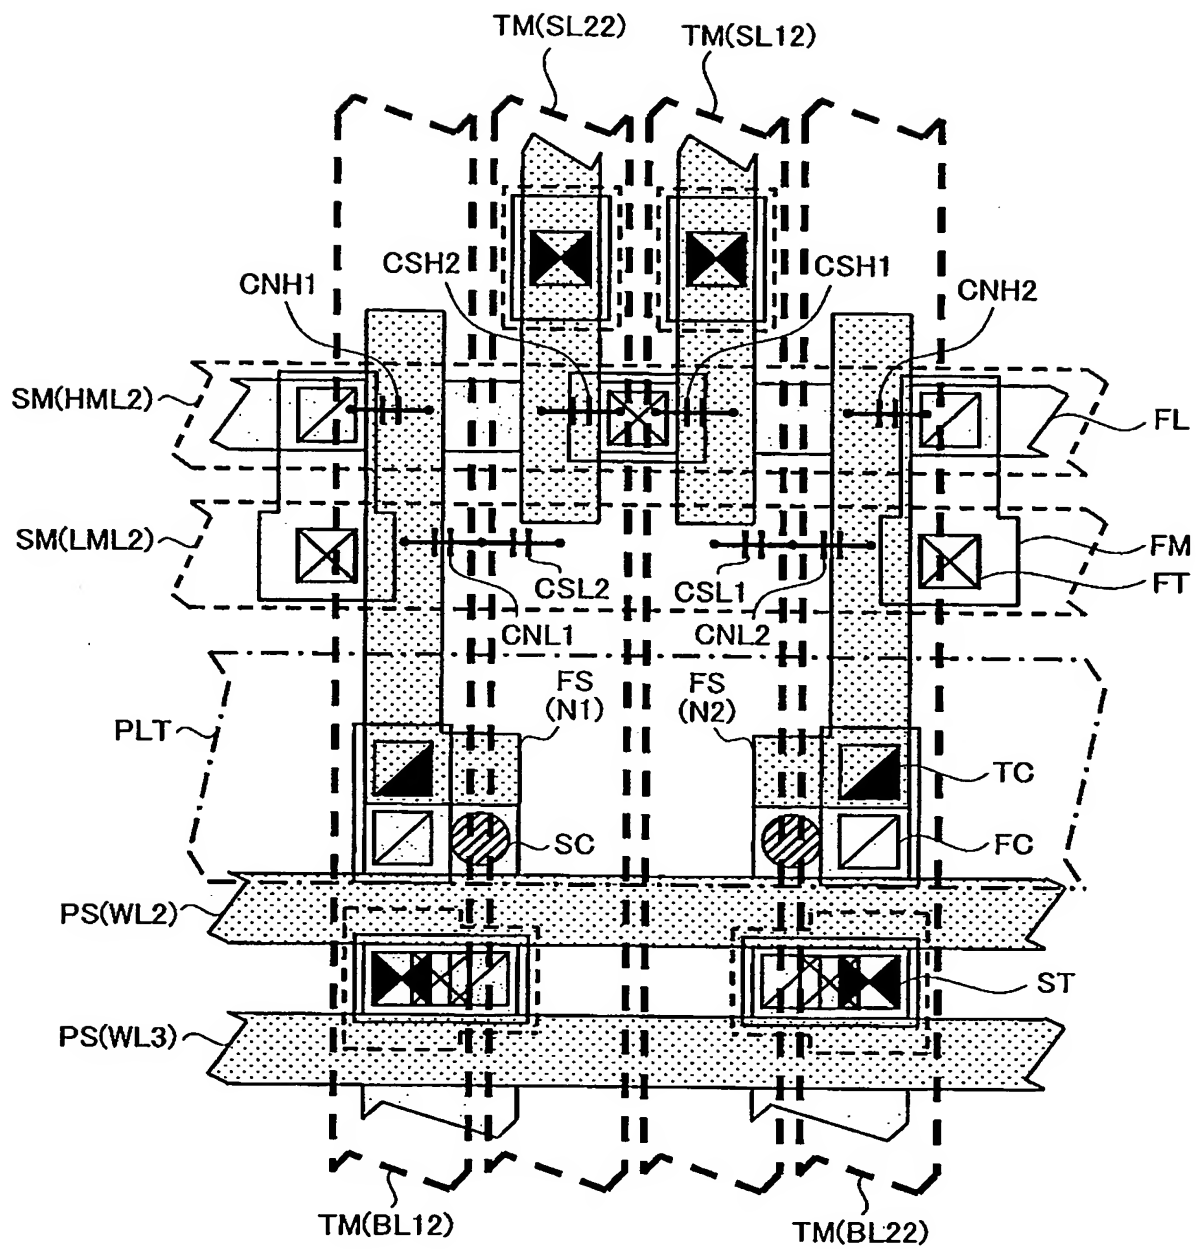 TM(SL22)
TM(SL12)
CSH2
CSH1
CNH1
CNH2
SM(HML2)
FL
SM(LML2)
FM
CSL2
CSL1
FT
CNL1
CNL2
FS
(N1)
FS
(N2)
PLT
TC
SC
FC
PS(WL2)
ST
PS(WL3)
TM(BL12)
TM(BL22)